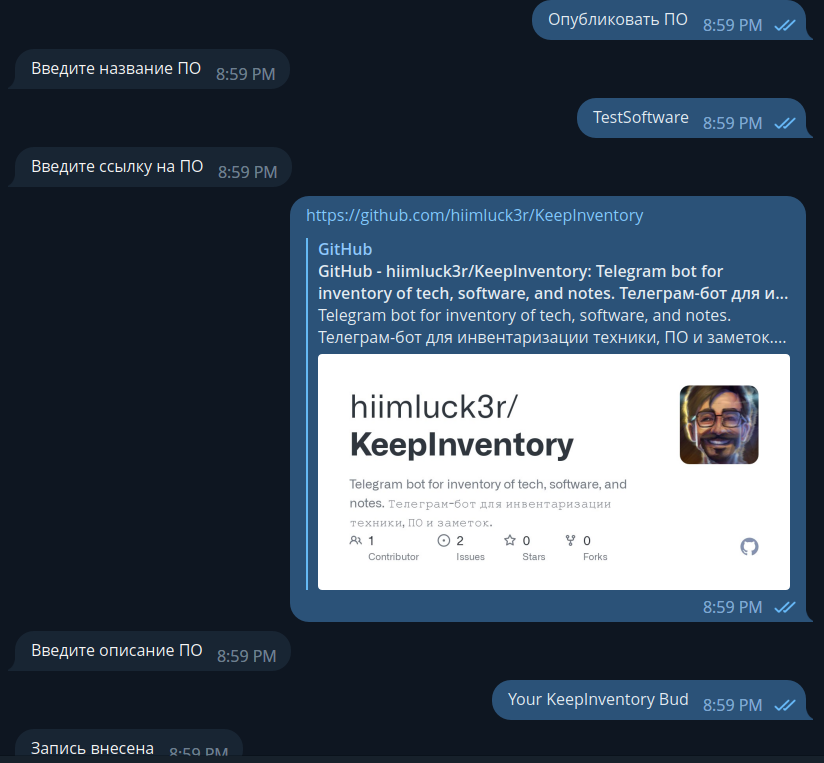 Опубликовать ПО 8:59 PM
Введите название ПО 8:59 PM
TestSoftware 8:59 PM
Введите ссылку на ПО 8:59 PM
https://github.com/hiimluck3r/KeepInventory
GitHub
GitHub - hiimluck3r/KeepInventory: Telegram bot for
inventory of tech, software, and notes. Телеграм-бот для и...
Telegram bot for inventory of tech, software, and notes.
Телеграм-бот для инвентаризации техники, ПО и заметок....
hiimluck3r/
KeepInventory
Telegram bot for inventory of tech, software, and
notes. Телеграм-бот для инвентаризации
техники, ПО и заметок.
1 2 0 0
Contributor Issues Stars Forks
8:59 PM
Введите описание ПО 8:59 PM
Your KeepInventory Bud 8:59 PM
Запись внесена 8:59 PM